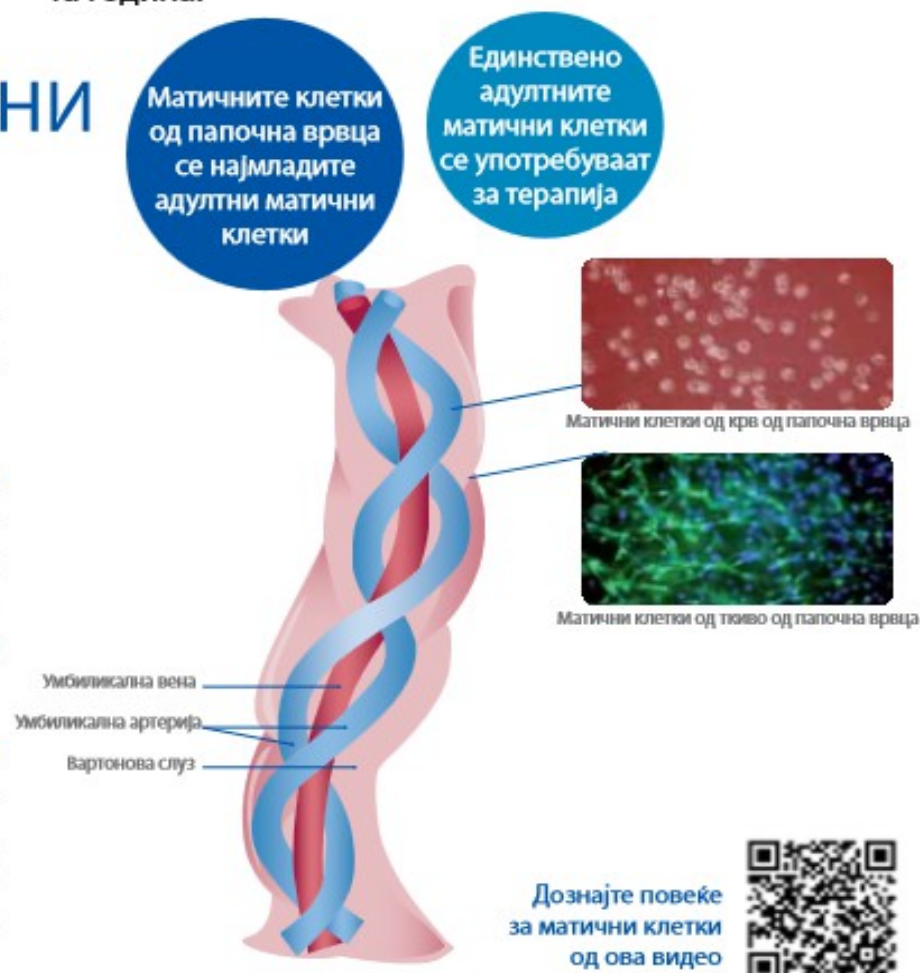 НИ
Матичните клетки
од папочна врвца
се најмладите
адултни матични
клетки
Единствено
адултните
матични клетки
се употребуваат
за терапија
Матични клетки од крв од папочна врвца
Матични клетки од ткиво од папочна врвца
Умбиликална вена
Умбиликална артерија
Вартонова слуз
Дознајте повеќе
за матични клетки
од ова видео